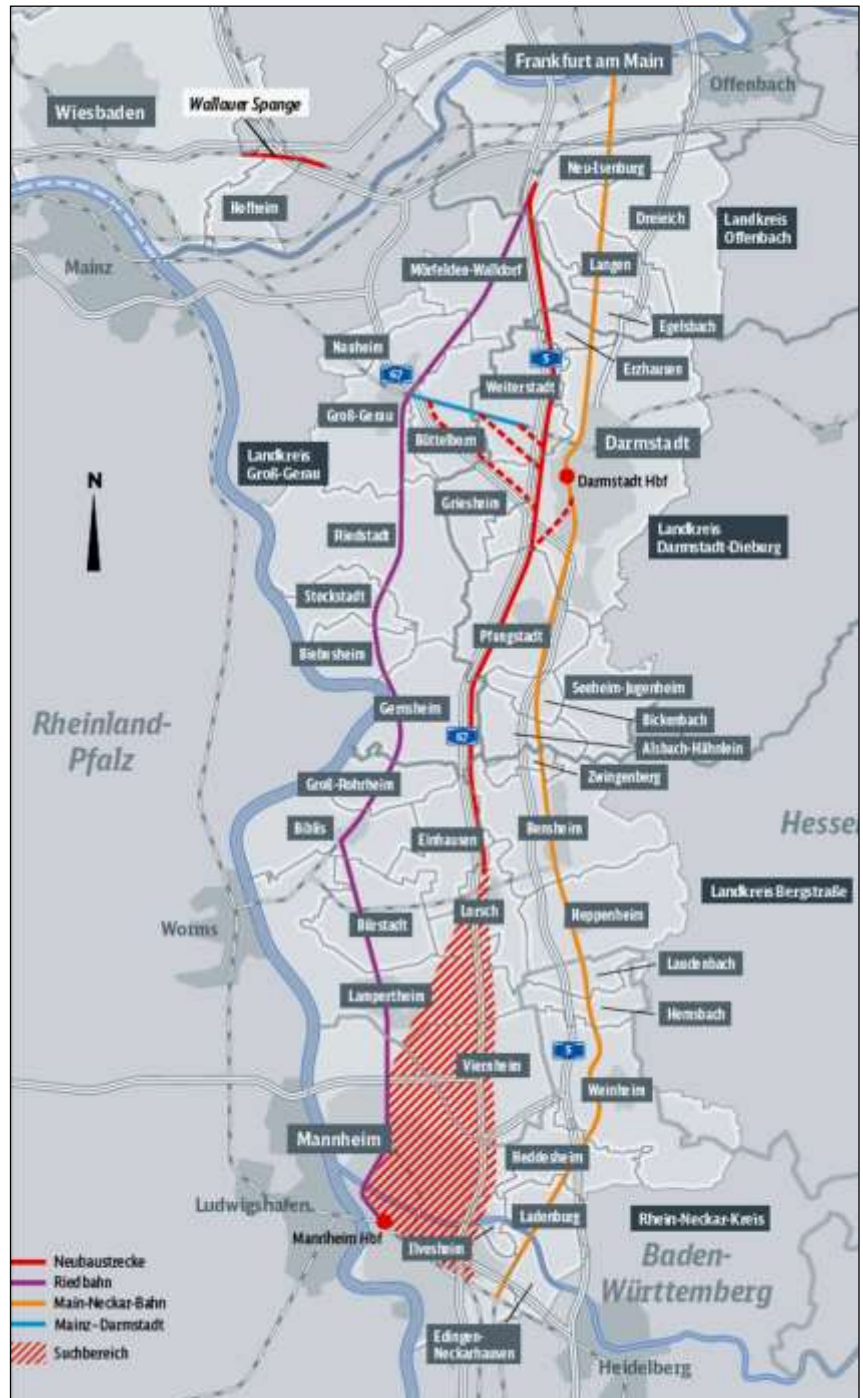 Frankfurt am Main
Offenbach
Wallauer Spange
Wiesbaden
Neu-Isenburg
Hofheim
Dreieich
Landkreis
Offenbach
Mainz
Mörfelden-Walldorf
Langen
Egelsbach
Nauheim
5
Erzhausen
67
Weiterstadt
Groß-Gerau
Büttelborn
Darmstadt
Landkreis
Groß-Gerau
Darmstadt Hbf
N
Griesheim
Riedstadt
Landkreis
Darmstadt-Dieburg
Stockstadt
Pfungstadt
Biebesheim
Seeheim-Jugenheim
Gernsheim
Bickenbach
Rheinland-
Pfalz
67
Alsbach-Hähnlein
Zwingenberg
Groß-Rohrheim
Biblis
Einhausen
Bensheim
Hesse
Landkreis Bergstraße
Lorsch
Heppenheim
Worms
Bürstadt
Laudenbach
Lampertheim
Hemsbach
5
Viernheim
Weinheim
Mannheim
Heddesheim
Ludwigshafen
Ladenburg
Rhein-Neckar-Kreis
Mannheim Hbf
Ilvesheim
Baden-
Württemberg
Neubaustrecke
Riedbahn
Main-Neckar-Bahn
Mainz–Darmstadt
Suchbereich
Edingen-
Neckarhausen
Heidelberg